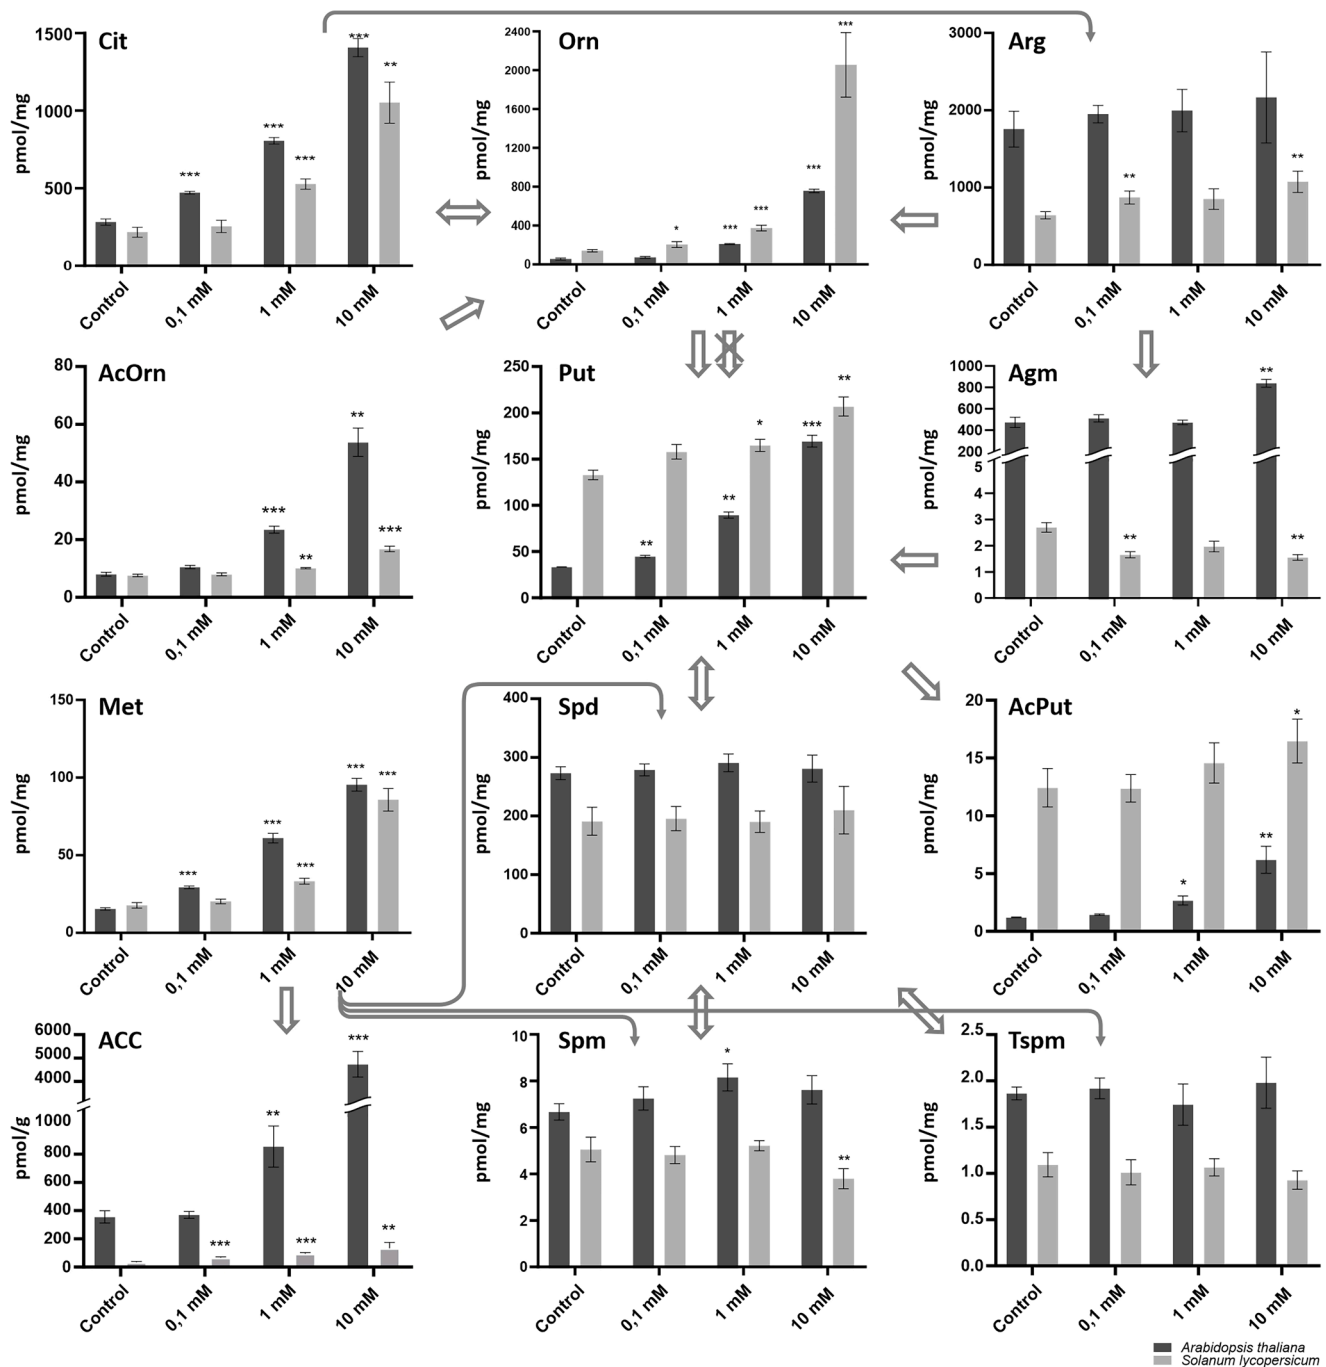 Cit
pmol/mg
1500
1000
500
0
***
***
***
***
***
**
Control
0,1 mM
1 mM
10 mM
Orn
pmol/mg
2400
2000
1600
1200
800
400
0
*
***
***
***
***
Control
0,1 mM
1 mM
10 mM
Arg
pmol/mg
3000
2000
1000
0
**
**
Control
0,1 mM
1 mM
10 mM
AcOrn
pmol/mg
80
60
40
20
0
***
**
**
***
Control
0,1 mM
1 mM
10 mM
Put
pmol/mg
250
200
150
100
50
0
**
**
*
***
**
Control
0,1 mM
1 mM
10 mM
Agm
pmol/mg
1000
800
600
400
200
5
4
3
2
1
0
**
**
**
Control
0,1 mM
1 mM
10 mM
Met
pmol/mg
150
100
50
0
***
***
***
***
***
Control
0,1 mM
1 mM
10 mM
Spd
pmol/mg
400
300
200
100
0
Control
0,1 mM
1 mM
10 mM
AcPut
pmol/mg
20
15
10
5
0
*
**
*
Control
0,1 mM
1 mM
10 mM
ACC
pmol/g
6000
5000
4000
1000
800
600
400
200
0
***
**
***
***
**
Control
0,1 mM
1 mM
10 mM
Spm
pmol/mg
10
8
6
4
2
0
*
**
Control
0,1 mM
1 mM
10 mM
Tspm
pmol/mg
2.5
2.0
1.5
1.0
0.5
0.0
Control
0,1 mM
1 mM
10 mM
Arabidopsis thaliana
Solanum lycopersicum